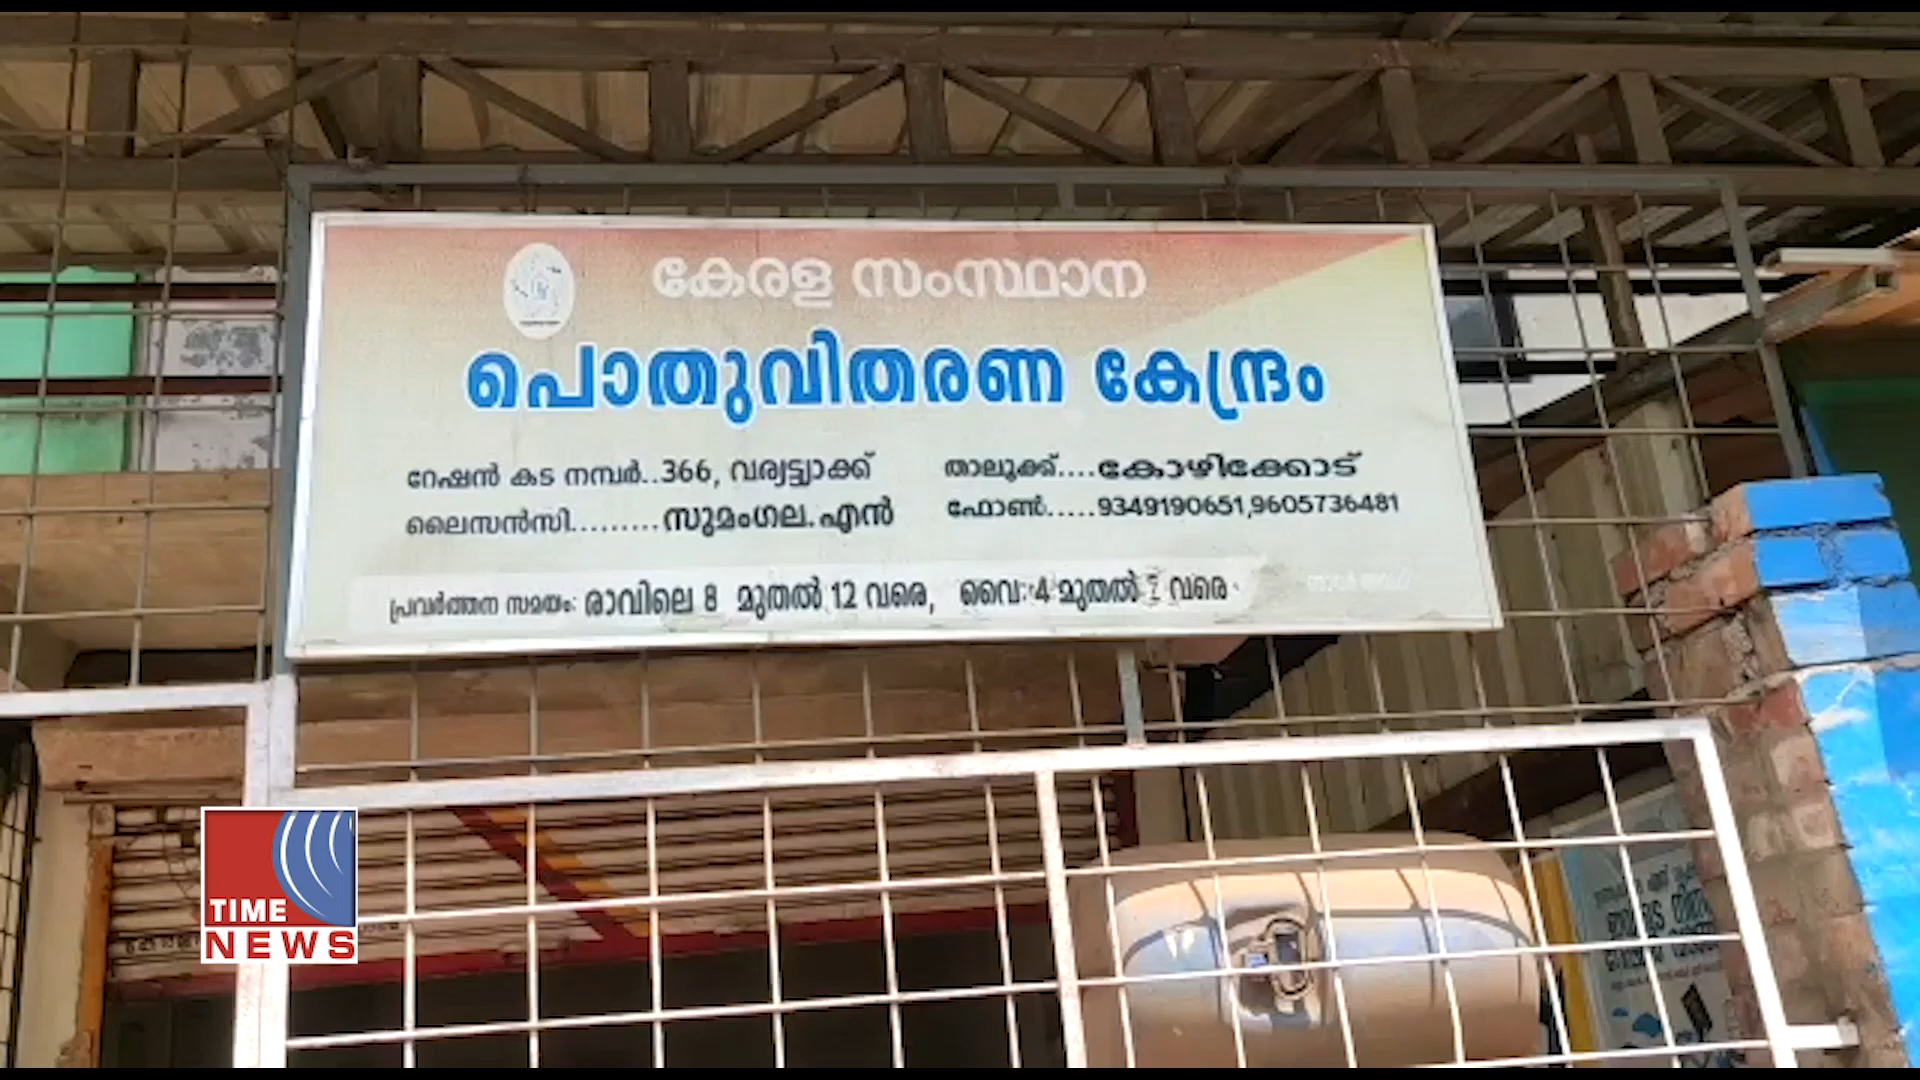 കേരള സംസ്ഥാന
പൊതുവിതരണ കേന്ദ്രം
റേഷൻ കട നമ്പർ..366, വര്യട്ട്യാക്ക്
താലൂക്ക്....കോഴിക്കോട്
ലൈസൻസി.........സുമംഗല.എൻ
ഫോൺ.....9349190651,9605736481
പ്രവർത്തന സമയം: രാവിലെ 8 മുതൽ 12 വരെ, വൈ:4 മുതൽ വരെ
TIME
NEWS